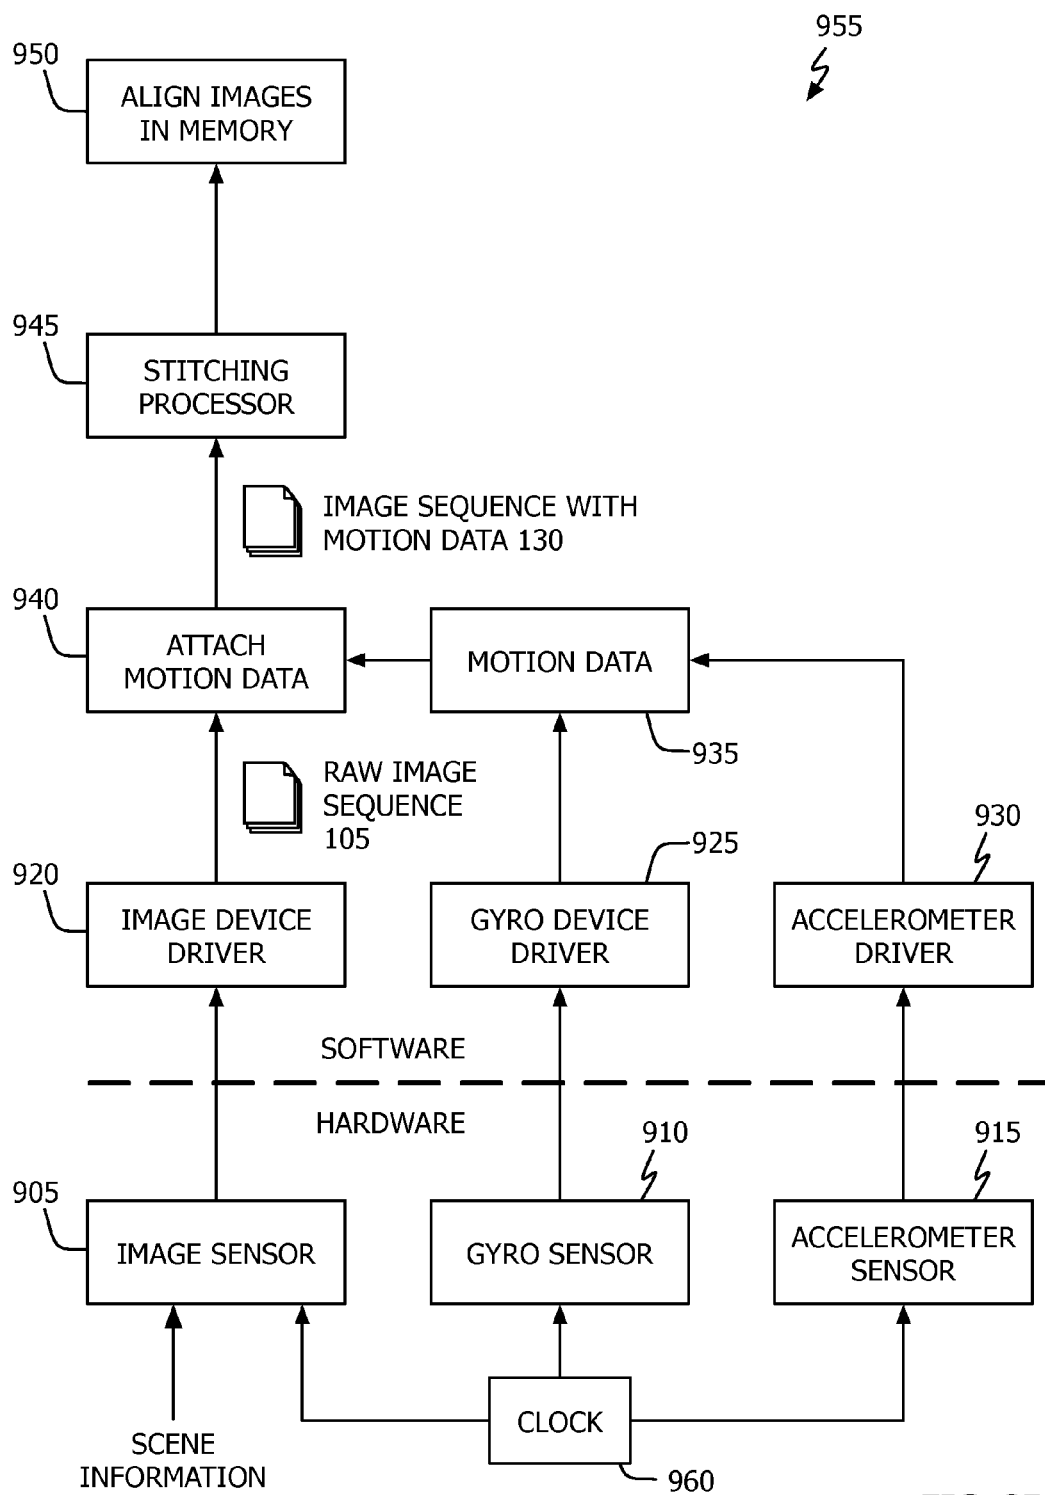 955
950
ALIGN IMAGES
IN MEMORY
945
STITCHING
PROCESSOR
IMAGE SEQUENCE WITH
MOTION DATA 130
940
ATTACH
MOTION DATA
MOTION DATA
935
RAW IMAGE
SEQUENCE
105
920
IMAGE DEVICE
DRIVER
925
GYRO DEVICE
DRIVER
930
ACCELEROMETER
DRIVER
SOFTWARE
HARDWARE
905
IMAGE SENSOR
910
GYRO SENSOR
915
ACCELEROMETER
SENSOR
CLOCK
960
SCENE
INFORMATION